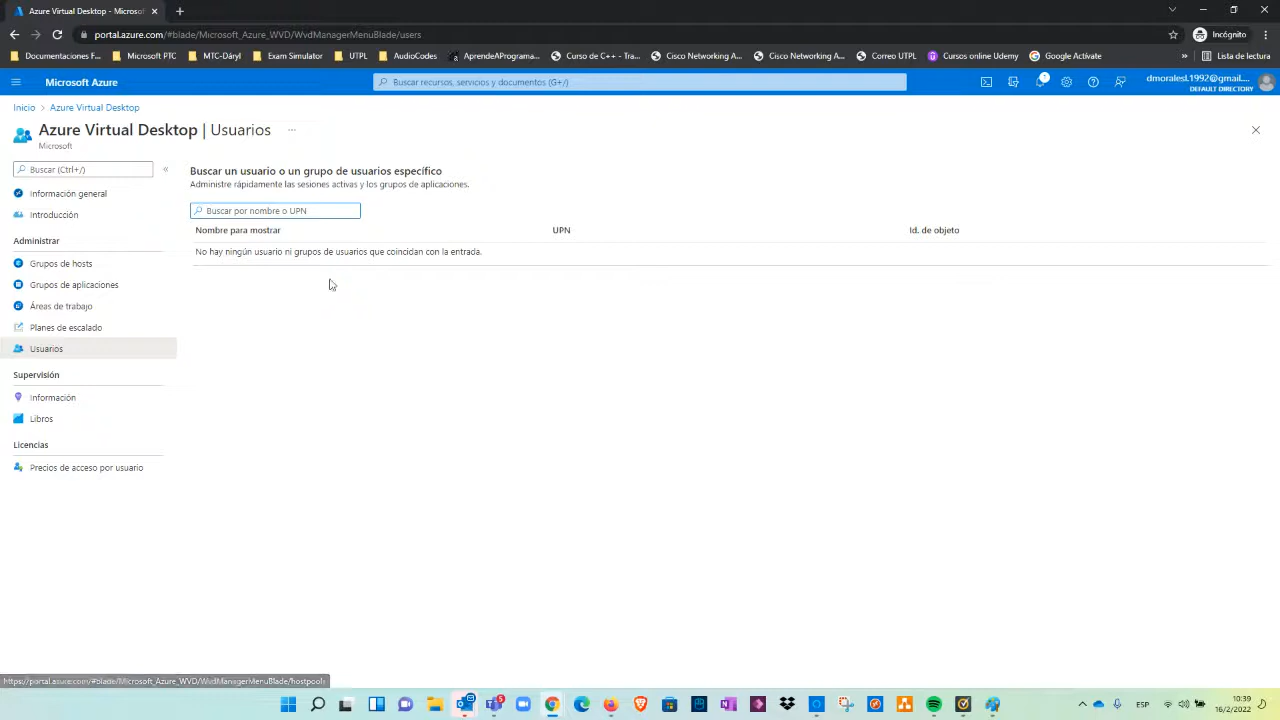 Azure Virtual Desktop - Microso
portal.azure.com/#blade/Microsoft_Azure_WVD/WvdManagerMenuBlade/users
Incógnito
Documentaciones F...
Microsoft PTC
MTC-Daryl
Exam Simulator
UTPL
AudioCodes
AprendeAPrograma...
Curso de C++ - Tra...
Cisco Networking A...
Cisco Networking A...
Correo UTPL
Cursos online Udemy
Google Actívate
»
Lista de lectura
Microsoft Azure
Buscar recursos, servicios y documentos (G+/)
dmoralesl.1992@gmail....
DEFAULT DIRECTORY
Inicio > Azure Virtual Desktop
Azure Virtual Desktop | Usuarios ...
Microsoft
Buscar (Ctrl+/)
«
Información general
Introducción
Administrar
Grupos de hosts
Grupos de aplicaciones
Áreas de trabajo
Planes de escalado
Usuarios
Supervisión
Información
Libros
Licencias
Precios de acceso por usuario
Buscar un usuario o un grupo de usuarios específico
Administre rápidamente las sesiones activas y los grupos de aplicaciones.
Buscar por nombre o UPN
Nombre para mostrar
UPN
Id. de objeto
No hay ningún usuario ni grupos de usuarios que coincidan con la entrada.
https://portal.azure.com/#blade/Microsoft_Azure_WVD/WvdManagerMenuBlade/hostpools
ESP
10:39
16/2/2022